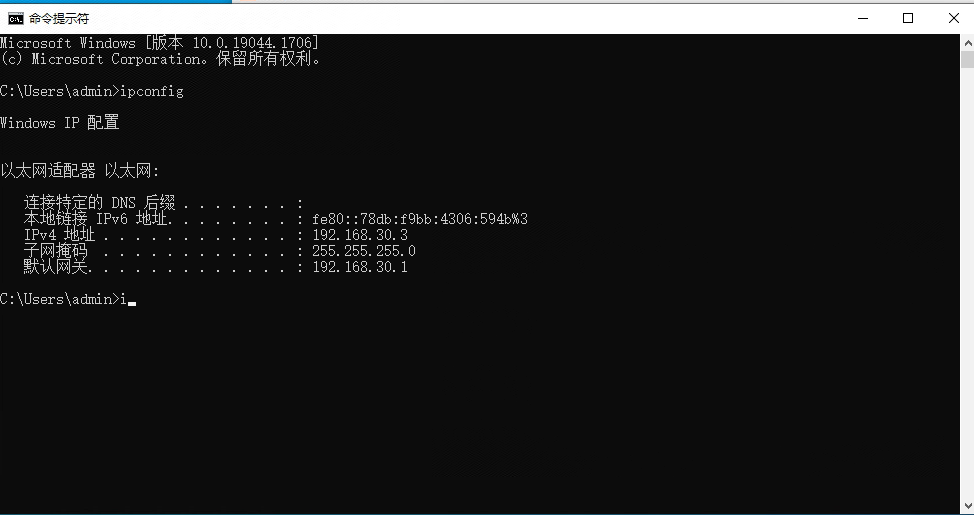 命令提示符
Microsoft Windows [版本 10.0.19044.1706]
(c) Microsoft Corporation。保留所有权利。
C:\Users\admin>ipconfig
Windows IP 配置
以太网适配器 以太网:
连接特定的 DNS 后缀 . . . . . . . :
本地链接 IPv6 地址. . . . . . . . : fe80::78db:f9bb:4306:594b%3
IPv4 地址 . . . . . . . . . . . . : 192.168.30.3
子网掩码  . . . . . . . . . . . . : 255.255.255.0
默认网关. . . . . . . . . . . . . : 192.168.30.1
C:\Users\admin>i